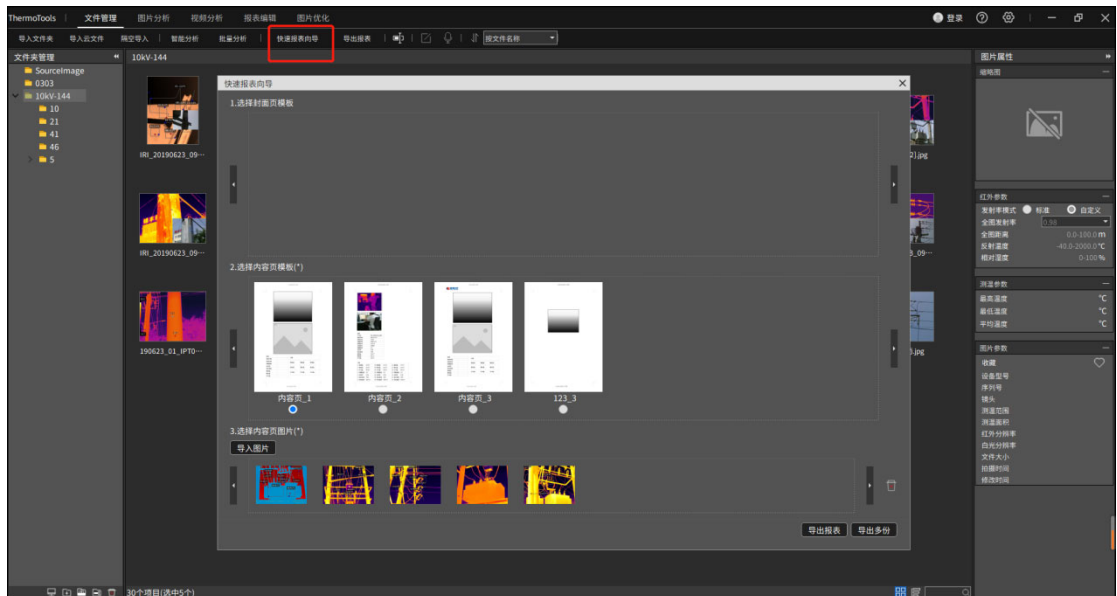 ThermoTools 文件管理 图片分析 视频分析 报表编辑 图片优化 登录
导入文件夹 导入云文件 隔空导入 智能分析 批量分析 快速报表向导 导出报表 按文件名称
文件夹管理
SourceImage
0303
10kV-144
10
21
41
46
5
10kV-144
IRI_20190623_09…
IRI_20190623_09…
190623_01_IPT0…
2].jpg
3_09…
5.jpg
快速报表向导
1.选择封面页模板
2.选择内容页模板(*)
内容页_1 内容页_2 内容页_3 123_3
3.选择内容页图片(*)
导入图片
导出报表 导出多份
图片属性
缩略图
红外参数
发射率模式 标准 自定义
全图发射率 0.98
全图距离 0.0-100.0 m
反射温度 -40.0-2000.0 ℃
相对湿度 0-100 %
测温参数
最高温度 ℃
最低温度 ℃
平均温度 ℃
图片参数
收藏
设备型号
序列号
镜头
测温范围
测温面积
红外分辨率
白光分辨率
文件大小
拍摄时间
修改时间
30个项目(选中5个)